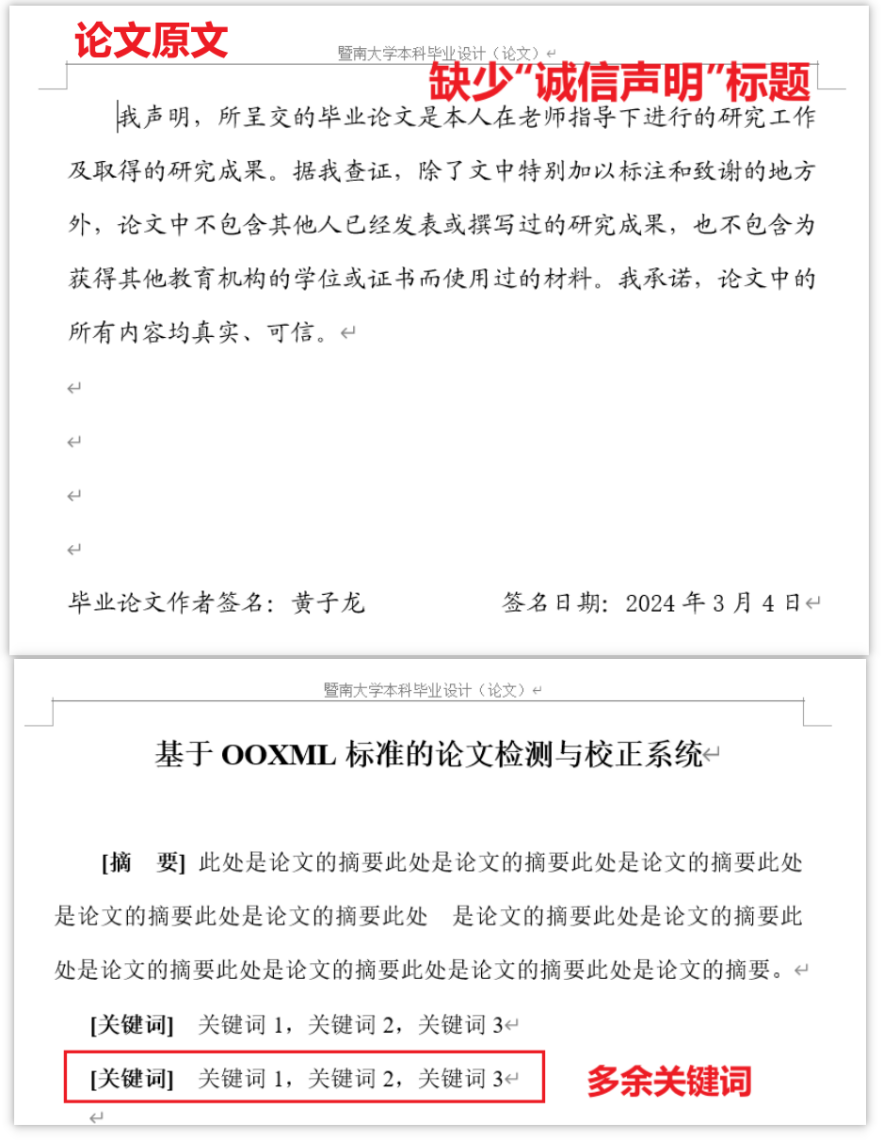 论文原文
暨南大学本科毕业设计（论文）
缺少“诚信声明”标题
我声明，所呈交的毕业论文是本人在老师指导下进行的研究工作
及取得的研究成果。据我查证，除了文中特别加以标注和致谢的地方
外，论文中不包含其他人已经发表或撰写过的研究成果，也不包含为
获得其他教育机构的学位或证书而使用过的材料。我承诺，论文中的
所有内容均真实、可信。
毕业论文作者签名：黄子龙 签名日期：2024 年 3 月 4 日
暨南大学本科毕业设计（论文）
基于 OOXML 标准的论文检测与校正系统
[摘 要] 此处是论文的摘要此处是论文的摘要此处是论文的摘要此处
是论文的摘要此处是论文的摘要此处 是论文的摘要此处是论文的摘要此
处是论文的摘要此处是论文的摘要此处是论文的摘要此处是论文的摘要。
[关键词] 关键词 1，关键词 2，关键词 3
[关键词] 关键词 1，关键词 2，关键词 3
多余关键词